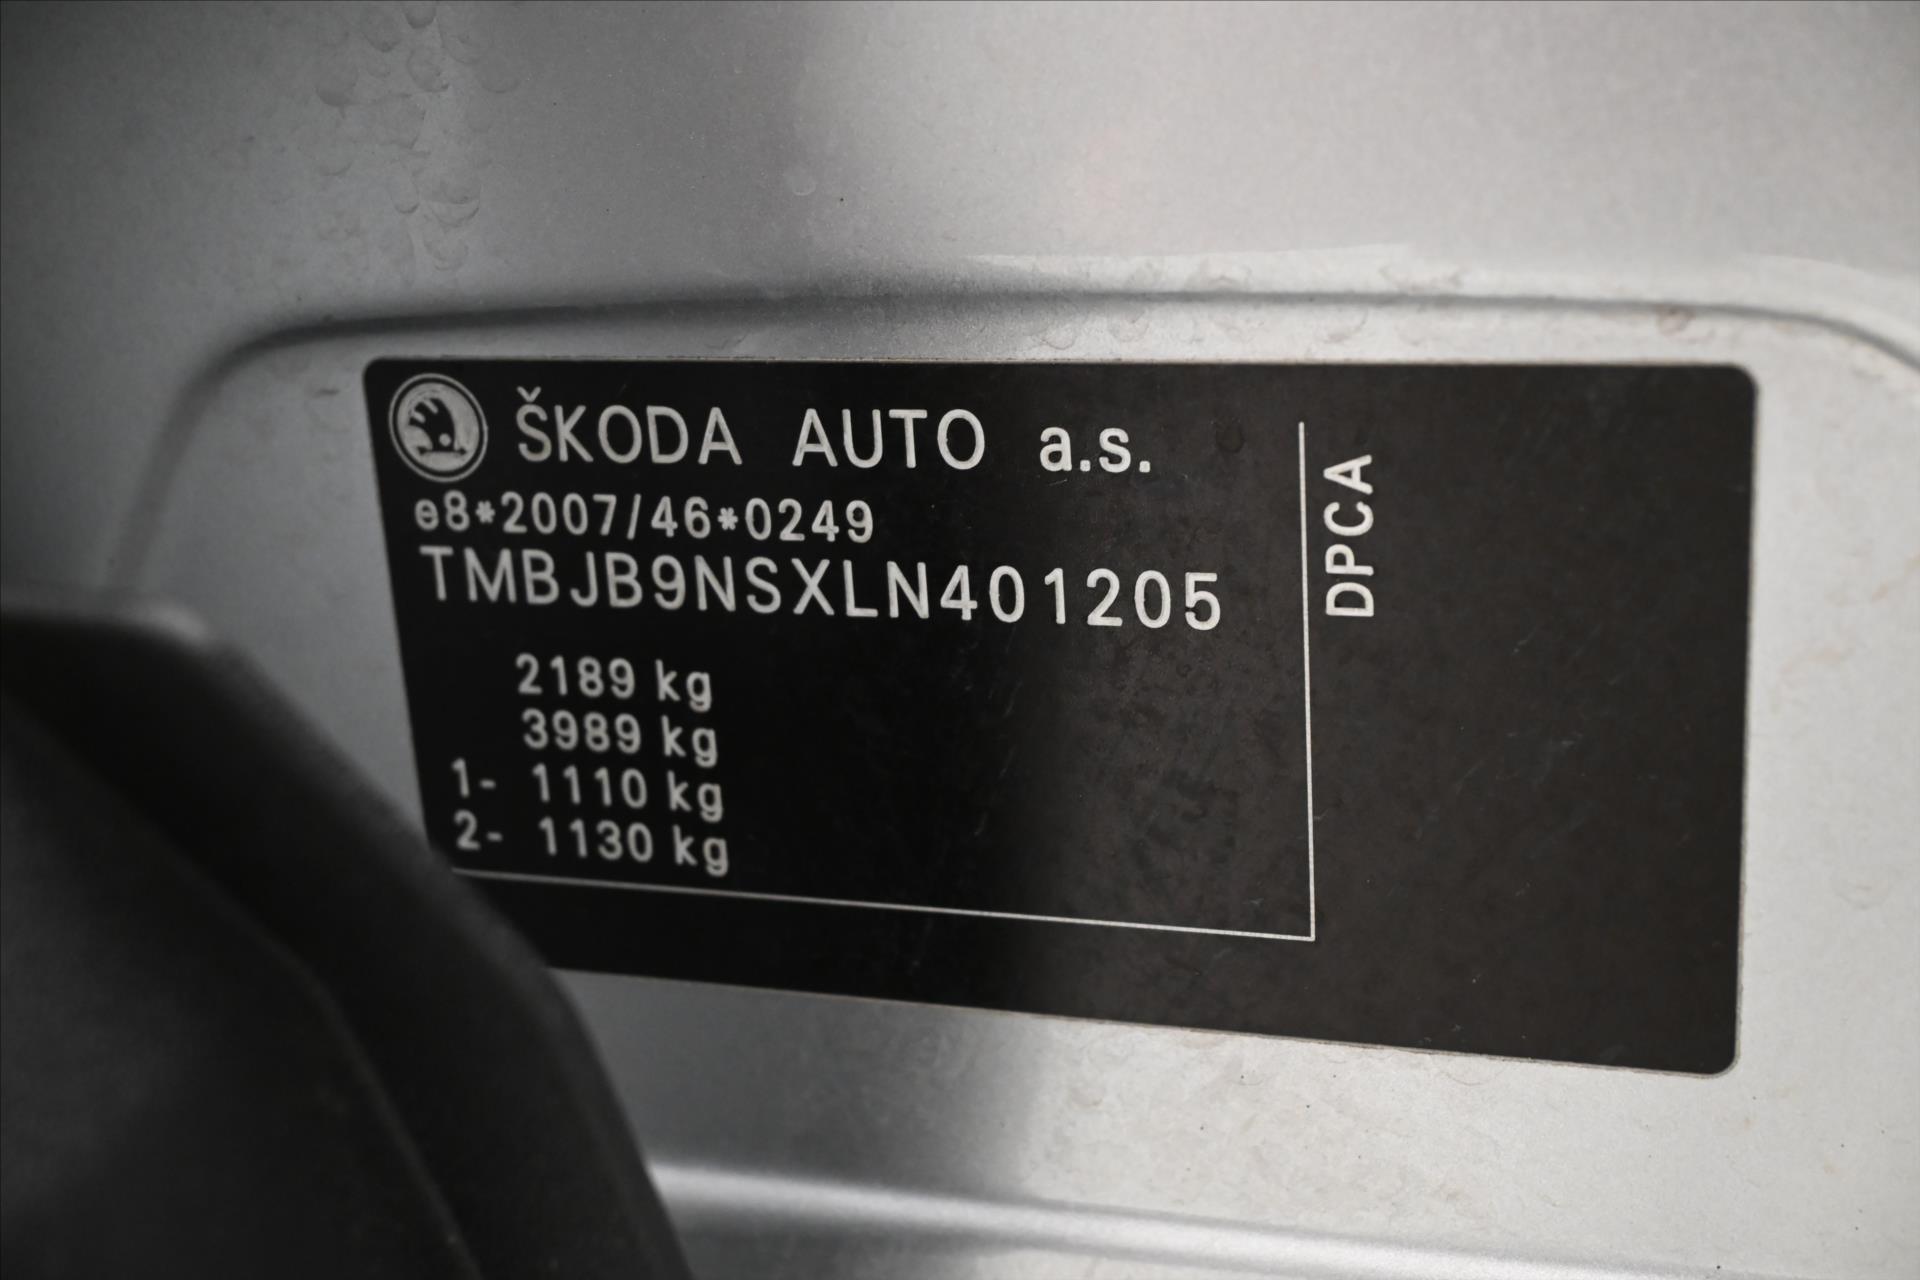 ŠKODA AUTO a.s.
e8*2007/46*0249
TMBJB9NSXLN401205
2189 kg
3989 kg
1- 1110 kg
2- 1130 kg
DPCA